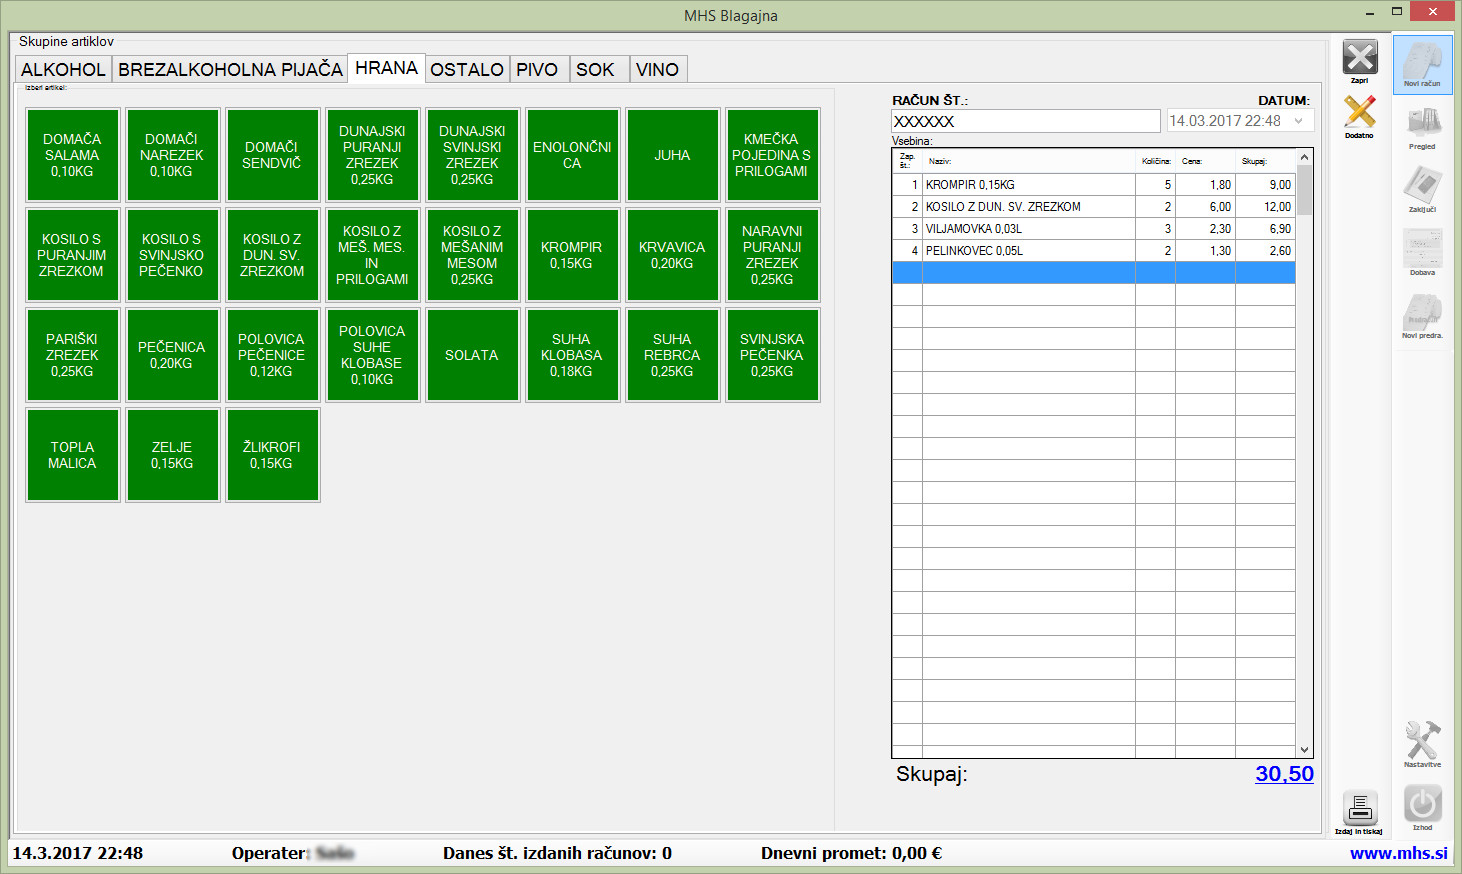 MHS Blagajna
Skupine artiklov
ALKOHOL BREZALKOHOLNA PIJAČA HRANA OSTALO PIVO SOK VINO
Izberi artikel:
DOMAČA
SALAMA
0,10KG
DOMAČI
NAREZEK
0,10KG
DOMAČI
SENDVIČ
DUNAJSKI
PURANJI
ZREZEK
0,25KG
DUNAJSKI
SVINJSKI
ZREZEK
0,25KG
ENOLONČNI
CA
JUHA
KMEČKA
POJEDINA S
PRILOGAMI
KOSILO S
PURANJIM
ZREZKOM
KOSILO S
SVINJSKO
PEČENKO
KOSILO Z
DUN. SV.
ZREZKOM
KOSILO Z
MEŠ. MES.
IN
PRILOGAMI
KOSILO Z
MEŠANIM
MESOM
0,25KG
KROMPIR
0,15KG
KRVAVICA
0,20KG
NARAVNI
PURANJI
ZREZEK
0,25KG
PARIŠKI
ZREZEK
0,25KG
PEČENICA
0,20KG
POLOVICA
PEČENICE
0,12KG
POLOVICA
SUHE
KLOBASE
0,10KG
SOLATA
SUHA
KLOBASA
0,18KG
SUHA
REBRCA
0,25KG
SVINJSKA
PEČENKA
0,25KG
TOPLA
MALICA
ZELJE
0,15KG
ŽLIKROFI
0,15KG
RAČUN ŠT.: DATUM:
XXXXXX 14.03.2017 22:48
Vsebina:
Zap. št.: Naziv: Količina: Cena: Skupaj:
1 KROMPIR 0,15KG 5 1,80 9,00
2 KOSILO Z DUN. SV. ZREZKOM 2 6,00 12,00
3 VILJAMOVKA 0,03L 3 2,30 6,90
4 PELINKOVEC 0,05L 2 1,30 2,60
Skupaj: 30,50
Zapri
Dodatno
Izdaj in tiskaj
Novi račun
Pregled
Zaključi
Dobava
Novi predra.
Nastavitve
Izhod
14.3.2017 22:48 Operater: Danes št. izdanih računov: 0 Dnevni promet: 0,00 € www.mhs.si